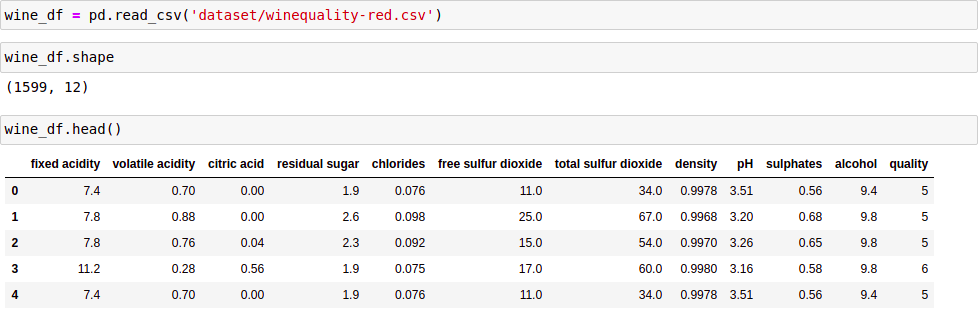 wine_df = pd.read_csv('dataset/winequality-red.csv')
wine_df.shape
(1599, 12)
wine_df.head()
fixed acidity volatile acidity citric acid residual sugar chlorides free sulfur dioxide total sulfur dioxide density pH sulphates alcohol quality
0 7.4 0.70 0.00 1.9 0.076 11.0 34.0 0.9978 3.51 0.56 9.4 5
1 7.8 0.88 0.00 2.6 0.098 25.0 67.0 0.9968 3.20 0.68 9.8 5
2 7.8 0.76 0.04 2.3 0.092 15.0 54.0 0.9970 3.26 0.65 9.8 5
3 11.2 0.28 0.56 1.9 0.075 17.0 60.0 0.9980 3.16 0.58 9.8 6
4 7.4 0.70 0.00 1.9 0.076 11.0 34.0 0.9978 3.51 0.56 9.4 5